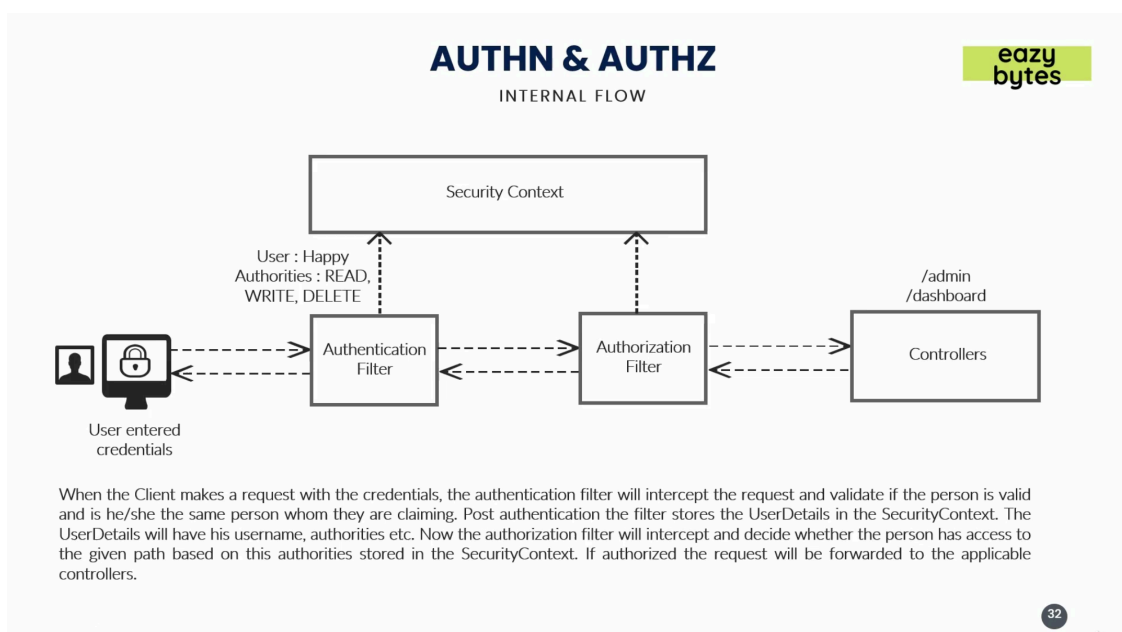 AUTHN & AUTHZ
INTERNAL FLOW
eazy
bytes
Security Context
User : Happy
Authorities : READ,
WRITE, DELETE
/admin
/dashboard
Authentication
Filter
Authorization
Filter
Controllers
User entered
credentials
When the Client makes a request with the credentials, the authentication filter will intercept the request and validate if the person is valid
and is he/she the same person whom they are claiming. Post authentication the filter stores the UserDetails in the SecurityContext. The
UserDetails will have his username, authorities etc. Now the authorization filter will intercept and decide whether the person has access to
the given path based on this authorities stored in the SecurityContext. If authorized the request will be forwarded to the applicable
controllers.
32